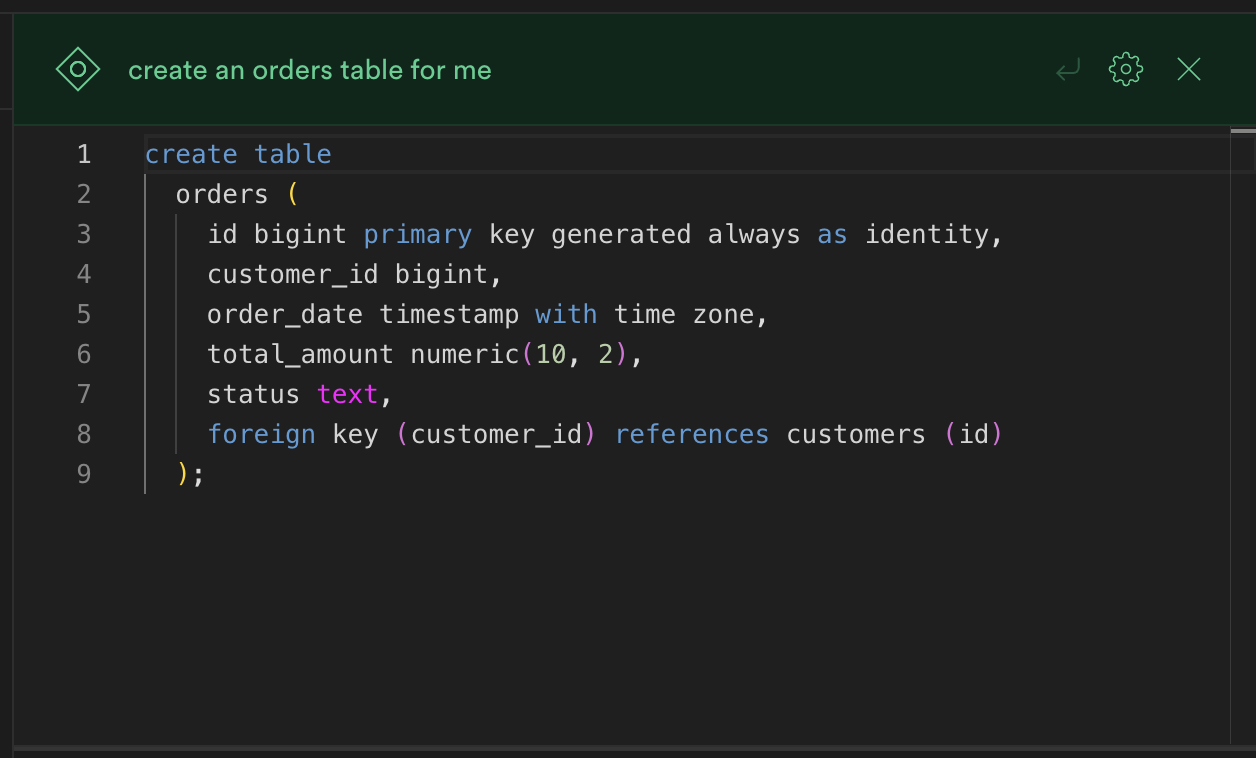 create an orders table for me
1 create table
2 orders (
3 id bigint primary key generated always as identity,
4 customer_id bigint,
5 order_date timestamp with time zone,
6 total_amount numeric(10, 2),
7 status text,
8 foreign key (customer_id) references customers (id)
9 );